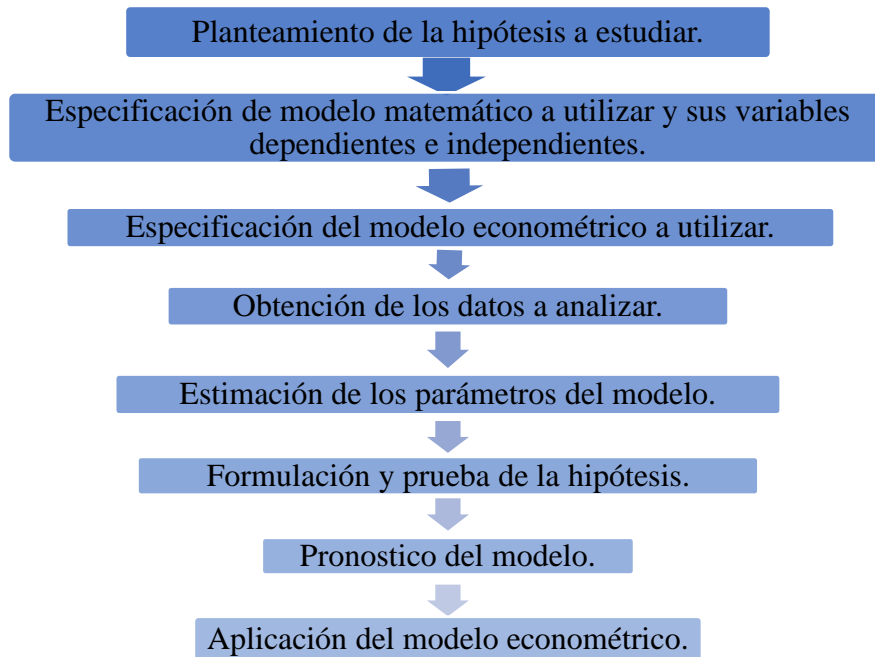 Planteamiento de la hipótesis a estudiar.
Especificación de modelo matemático a utilizar y sus variables
dependientes e independientes.
Especificación del modelo econométrico a utilizar.
Obtención de los datos a analizar.
Estimación de los parámetros del modelo.
Formulación y prueba de la hipótesis.
Pronostico del modelo.
Aplicación del modelo econométrico.